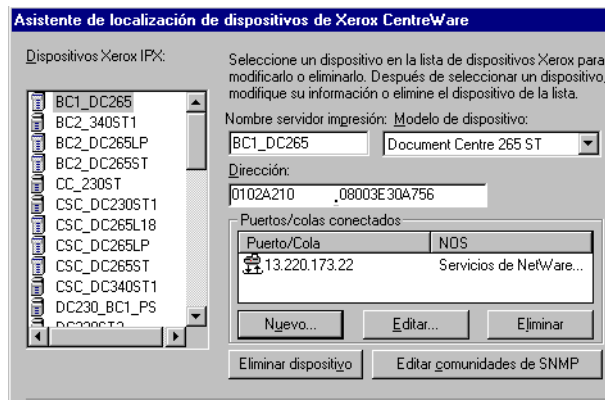 Asistente de localización de dispositivos de Xerox CentreWare
Dispositivos Xerox IPX:
BC1_DC265
BC2_340ST1
BC2_DC265LP
BC2_DC265ST
CC_230ST
CSC_DC230ST1
CSC_DC265L18
CSC_DC265LP
CSC_DC265ST
CSC_DC340ST1
DC230_BC1_PS
Seleccione un dispositivo en la lista de dispositivos Xerox para
modificarlo o eliminarlo. Después de seleccionar un dispositivo,
modifique su información o elimine el dispositivo de la lista.
Nombre servidor impresión: Modelo de dispositivo:
BC1_DC265 Document Centre 265 ST
Dirección:
0102A210 .08003E30A756
Puertos/colas conectados
Puerto/Cola NOS
13.220.173.22 Servicios de NetWare...
Nuevo... Editar... Eliminar
Eliminar dispositivo Editar comunidades de SNMP